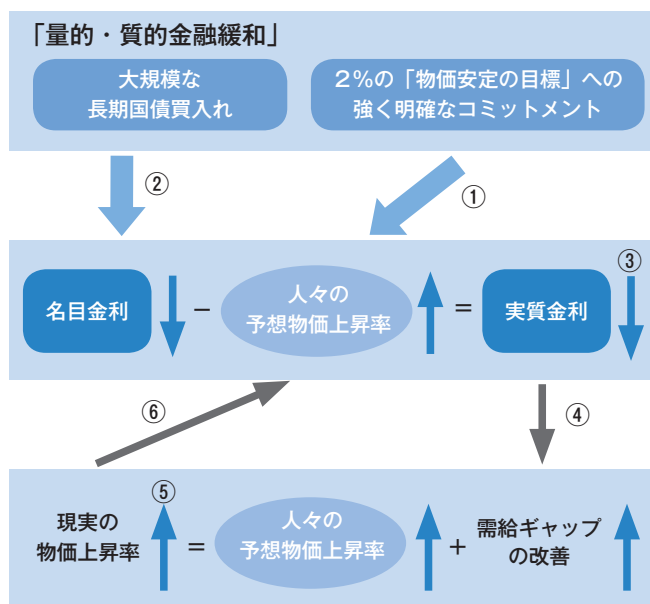 「量的・質的金融緩和」
大規模な
長期国債買入れ
２％の「物価安定の目標」への
強く明確なコミットメント
②
①
名目金利
－
人々の
予想物価上昇率
＝
実質金利
③
⑥
④
現実の
物価上昇率
⑤
＝
人々の
予想物価上昇率
＋
需給ギャップ
の改善